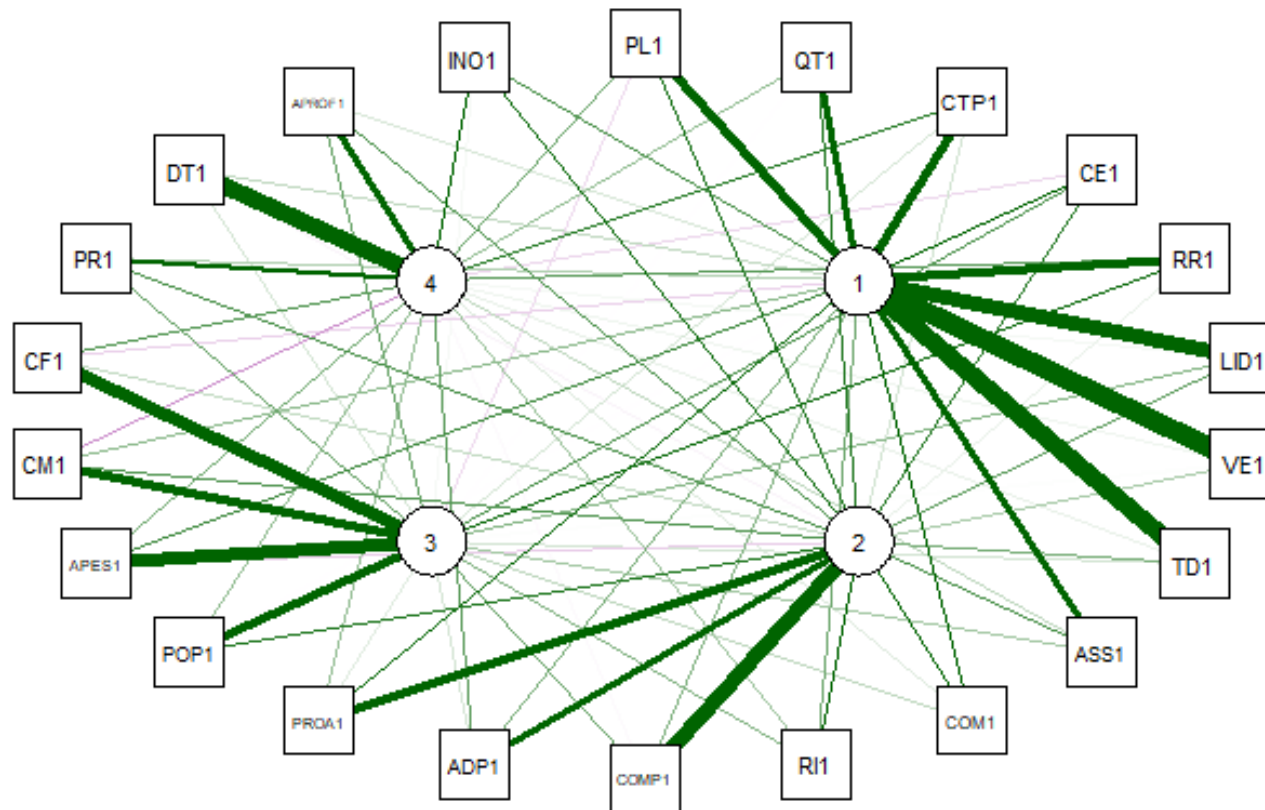 PL1
INO1
QT1
APROF1
CTP1
DT1
CE1
PR1
RR1
4
1
CF1
LID1
CM1
VE1
3
2
APES1
TD1
POP1
ASS1
PROA1
COM1
ADP1
RI1
COMP1